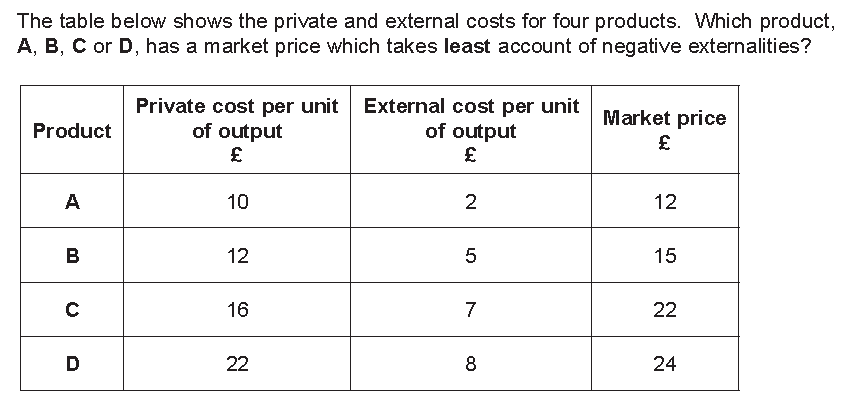 The table below shows the private and external costs for four products. Which product,
A, B, C or D, has a market price which takes least account of negative externalities?
Product
Private cost per unit
of output
£
External cost per unit
of output
£
Market price
£
A 10 2 12
B 12 5 15
C 16 7 22
D 22 8 24